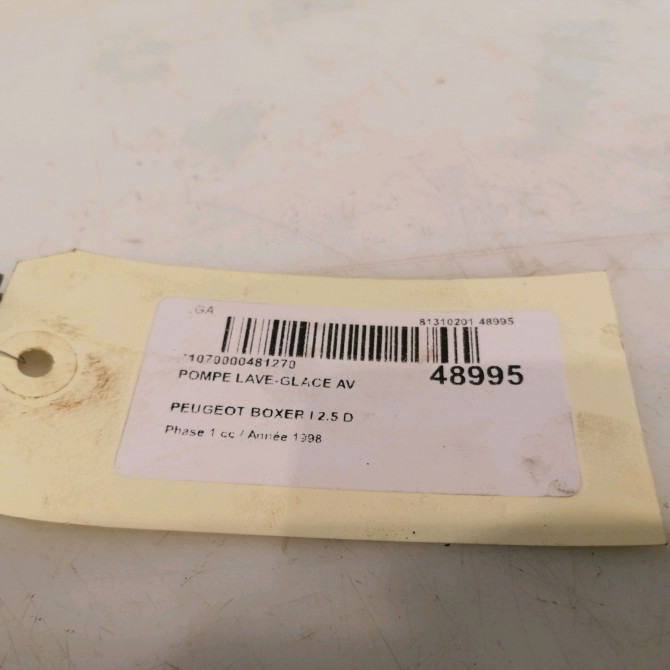 GA
81310201 48995
1070000481270
48995
POMPE LAVE-GLACE AV
PEUGEOT BOXER I 2.5 D
Phase 1 cc / Année 1998